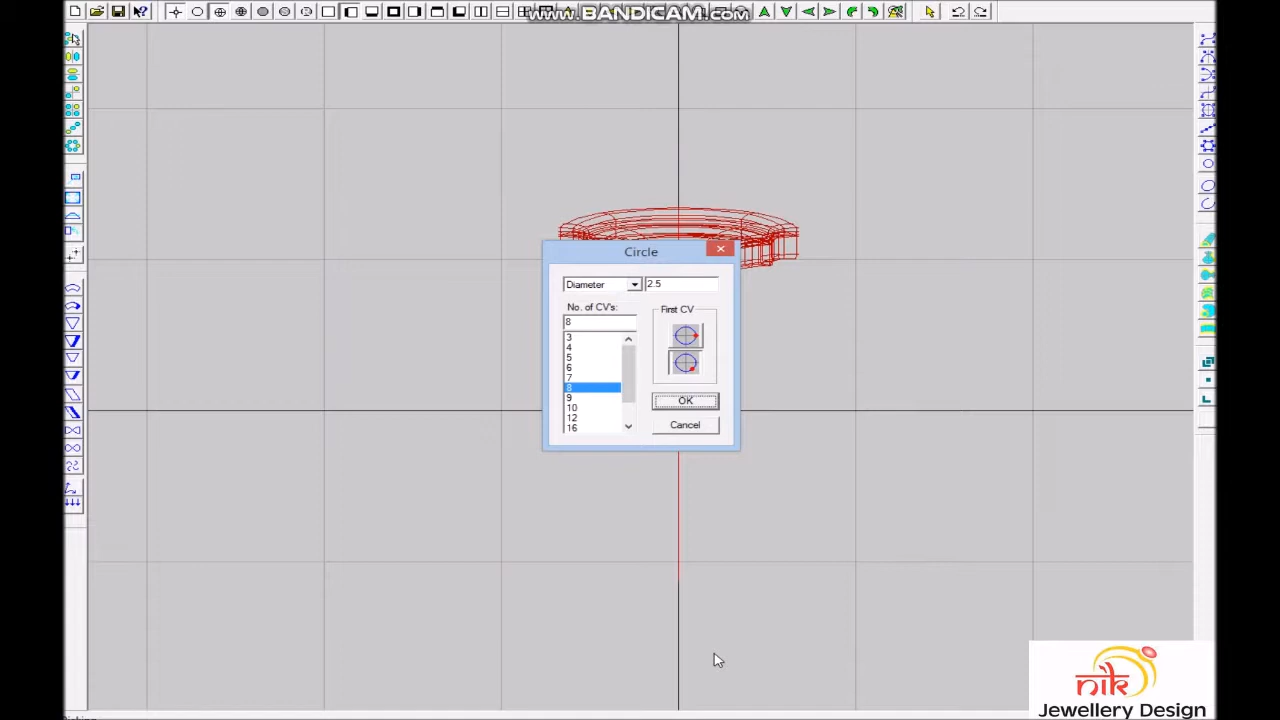 www.BANDICAM.com
Circle
Diameter 2.5
No. of CV's: First CV
8
3
4
5
6
7
8
9
10
12
16
OK
Cancel
nik
Jewellery Design